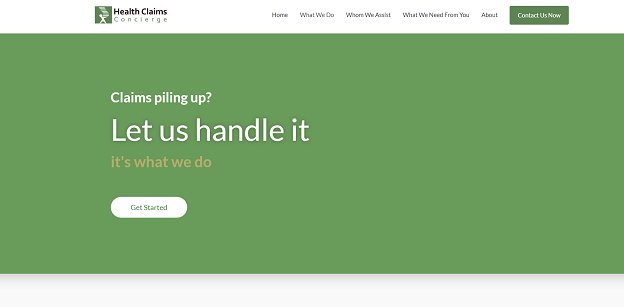 Health Claims
Concierge
Home What We Do Whom We Assist What We Need From You About Contact Us Now
Claims piling up?
Let us handle it
it's what we do
Get Started